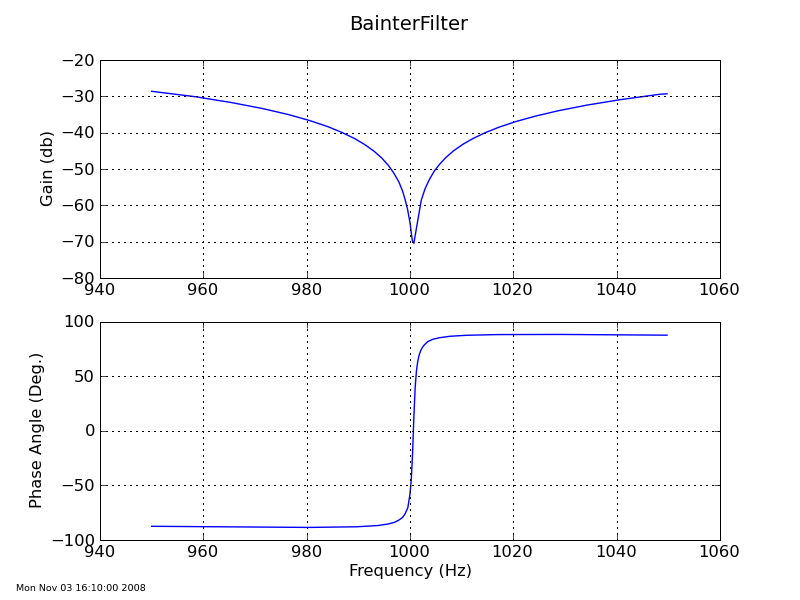 BainterFilter
−20
−30
−40
−50
−60
−70
−80
Gain (db)
940 960 980 1000 1020 1040 1060
100
50
0
−50
−100
Phase Angle (Deg.)
940 960 980 1000 1020 1040 1060
Frequency (Hz)
Mon Nov 03 16:10:00 2008